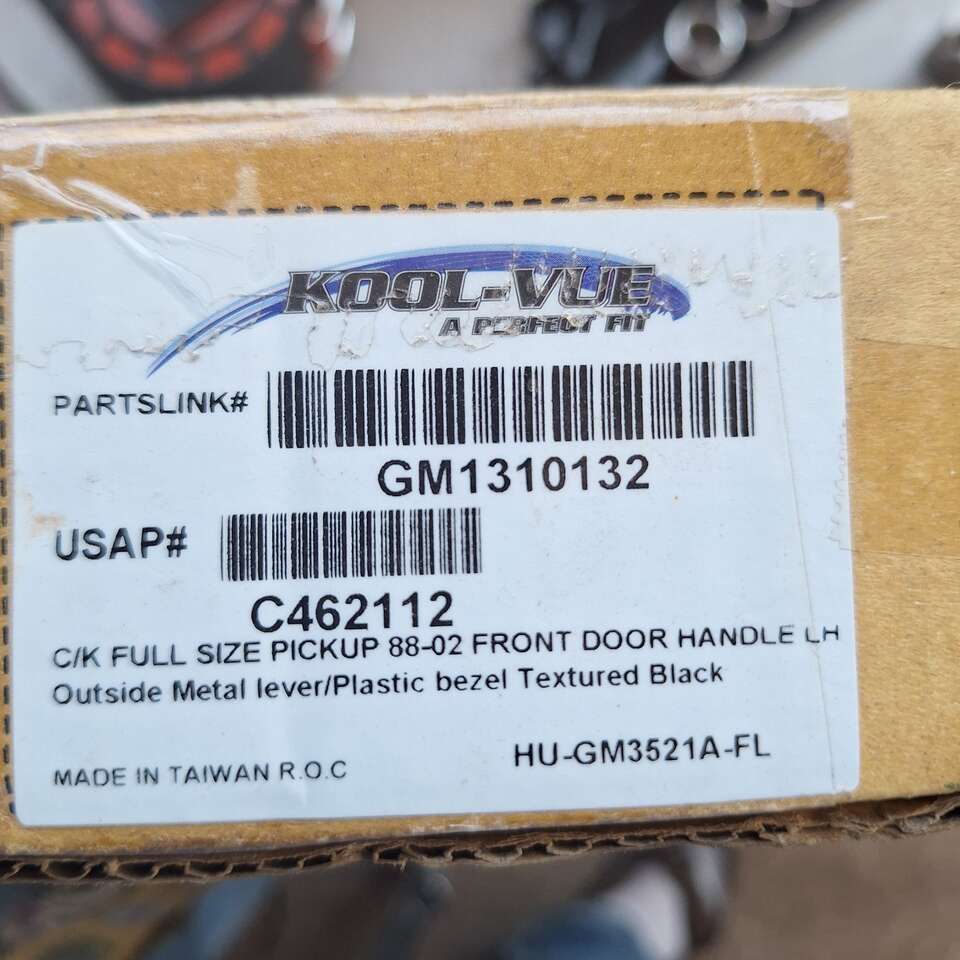 KOOL-VUE
A PERFECT FIT
PARTSLINK#
GM1310132
USAP#
C462112
C/K FULL SIZE PICKUP 88-02 FRONT DOOR HANDLE LH
Outside Metal lever/Plastic bezel Textured Black
HU-GM3521A-FL
MADE IN TAIWAN R.O.C